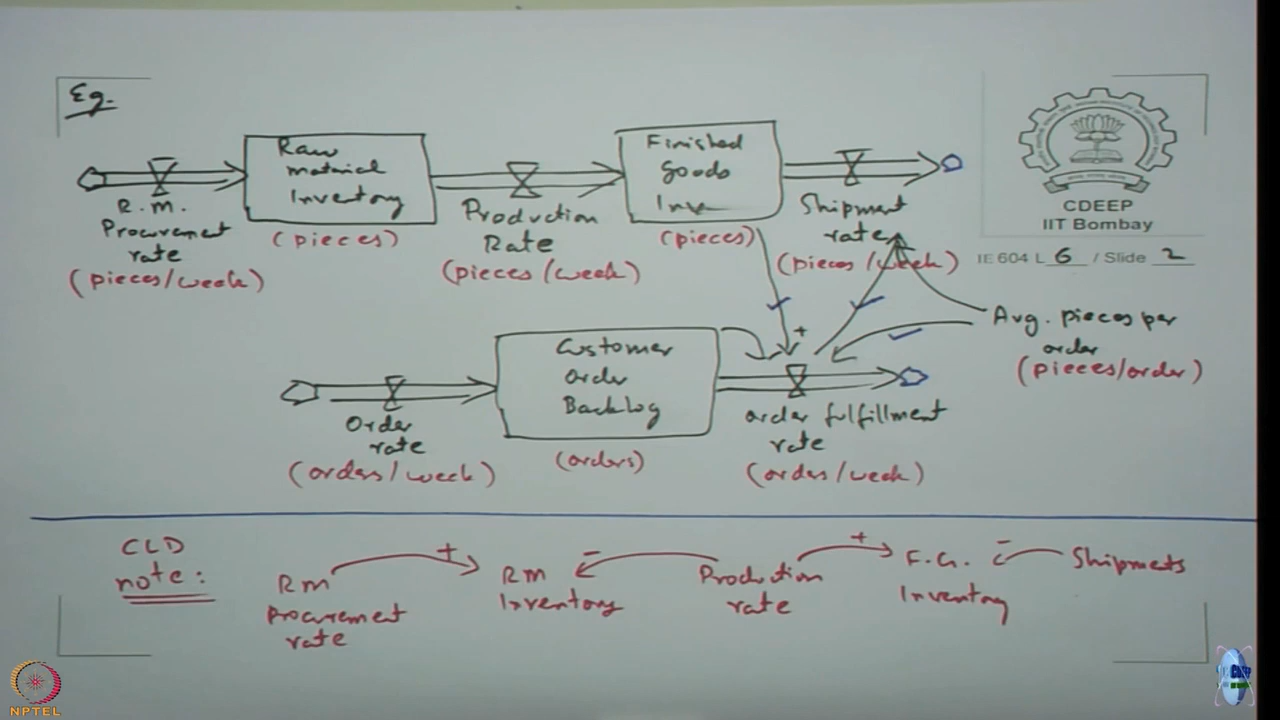 Eg.
Raw
material
Inventory
(pieces)
R.M.
Procurement
rate
(pieces/week)
Production
Rate
(pieces/week)
Finished
Goods
Inv
(pieces)
Shipment
rate
(pieces/week)
CDEEP
IIT Bombay
IE 604 L 6 / Slide 2
Avg. pieces per
order
(pieces/order)
Customer
order
Backlog
(orders)
+
Order
rate
(orders/week)
order fulfillment
rate
(orders/week)
CLD
note:
RM
Procurement
rate
+
RM
Inventory
-
Production
rate
+
F.G.
Inventory
-
Shipments
NPTEL